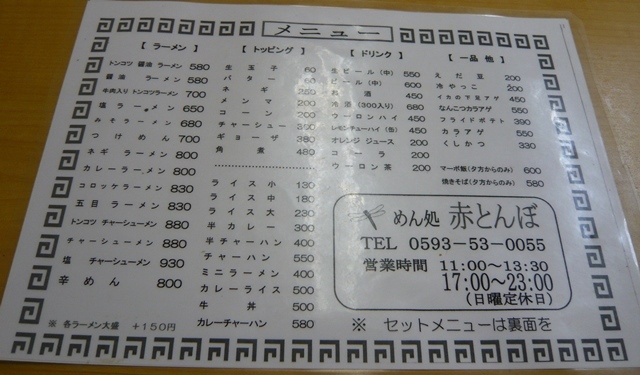 メニュー
【 ラーメン 】
トンコツ 醤油 ラーメン 580
醤油 ラーメン 580
牛肉入り トンコツラーメン 700
塩 ラーメン 650
みそ ラーメン 680
つけめん 700
ネギ ラーメン 800
カレーラーメン 800
コロッケラーメン 830
五目 ラーメン 830
トンコツ チャーシューメン 880
チャーシューメン 880
塩 チャーシューメン 930
辛めん 800
※ 各ラーメン大盛 +150円
【 トッピング 】
生玉子 60
バター 60
ネギ
メンマ 200
コーン 200
チャーシュー
ギョーザ 380
角煮 480
ライス小 130
ライス中 180
ライス大 230
半カレー 300
半チャーハン 400
チャーハン 550
ミニラーメン 400
カレーライス 500
牛丼 500
カレーチャーハン 580
【 ドリンク 】
生ビール (中) 550
ビール (中) 600
酒 450
冷酒 (300入り) 680
ウーロンハイ 450
レモンチューハイ (缶) 450
オレンジ ジュース 200
コーラ 200
ウーロン茶 200
【 一品 他 】
えだ豆 200
冷やっこ 200
イカの下足アゲ 450
なんこつカラアゲ 550
フライドポテト 390
カラアゲ 550
くしかつ 330
マーボ飯 (夕方からのみ) 600
焼きそば (夕方からのみ) 580
めん処 赤とんぼ
TEL 0593-53-0055
営業時間 11:00~13:30
17:00~23:00
(日曜定休日)
※ セットメニューは裏面を